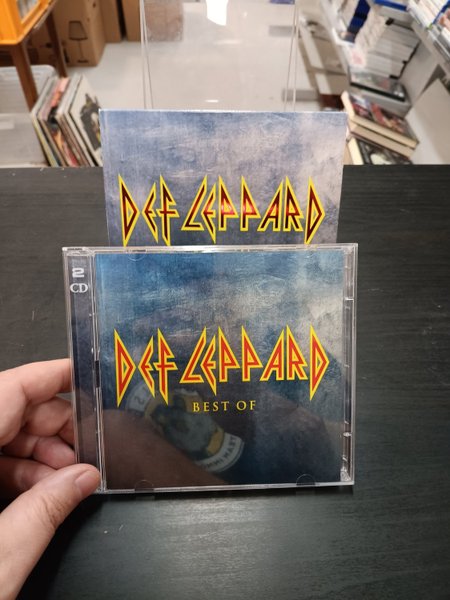 DEF LEPPARD
2
CD
DEF LEPPARD
BEST OF